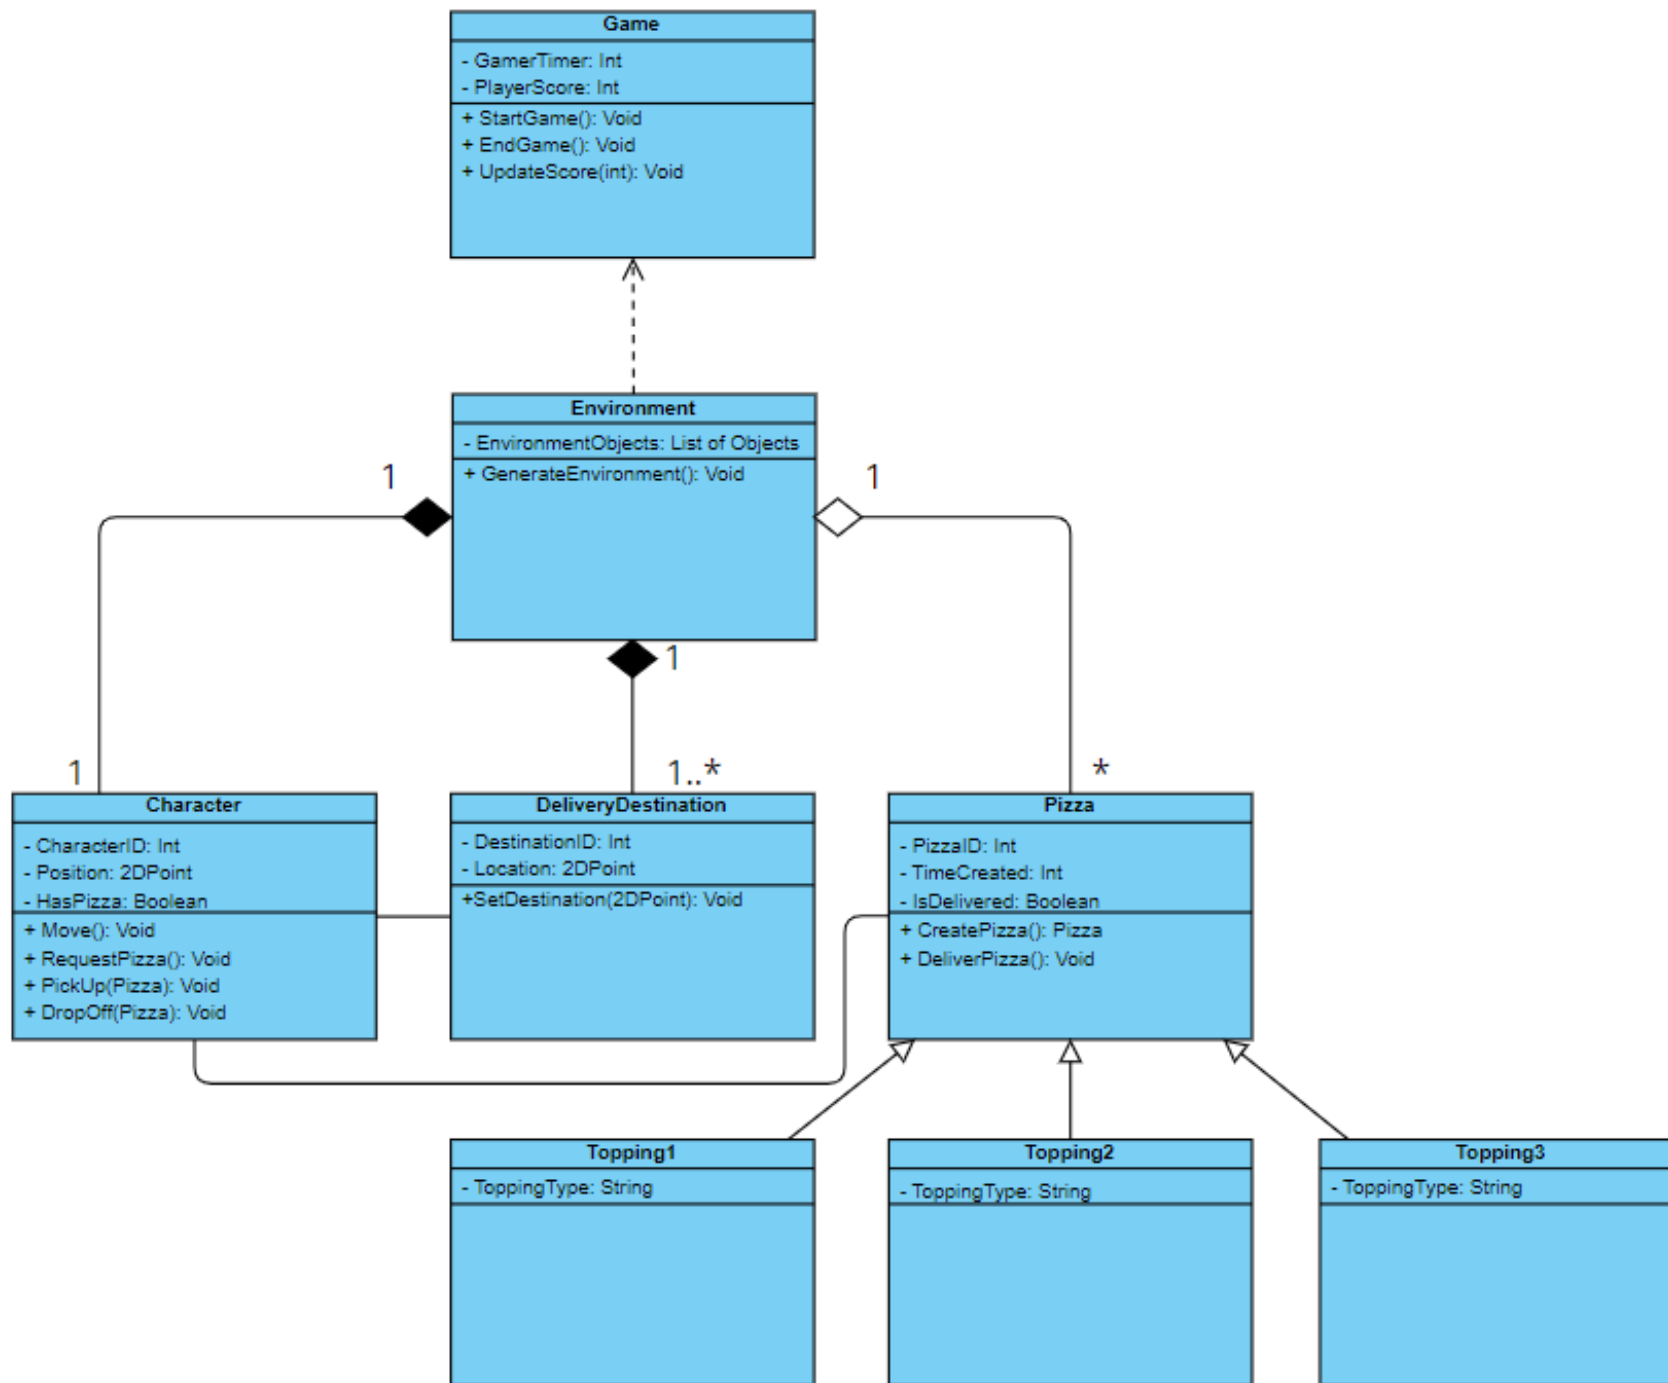 Game
- GamerTimer: Int
- PlayerScore: Int
+ StartGame(): Void
+ EndGame(): Void
+ UpdateScore(int): Void
Environment
- EnvironmentObjects: List of Objects
+ GenerateEnvironment(): Void
1
1
1
1
1..*
*
Character
- CharacterID: Int
- Position: 2DPoint
- HasPizza: Boolean
+ Move(): Void
+ RequestPizza(): Void
+ PickUp(Pizza): Void
+ DropOff(Pizza): Void
DeliveryDestination
- DestinationID: Int
- Location: 2DPoint
+SetDestination(2DPoint): Void
Pizza
- PizzaID: Int
- TimeCreated: Int
- IsDelivered: Boolean
+ CreatePizza(): Pizza
+ DeliverPizza(): Void
Topping1
- ToppingType: String
Topping2
- ToppingType: String
Topping3
- ToppingType: String